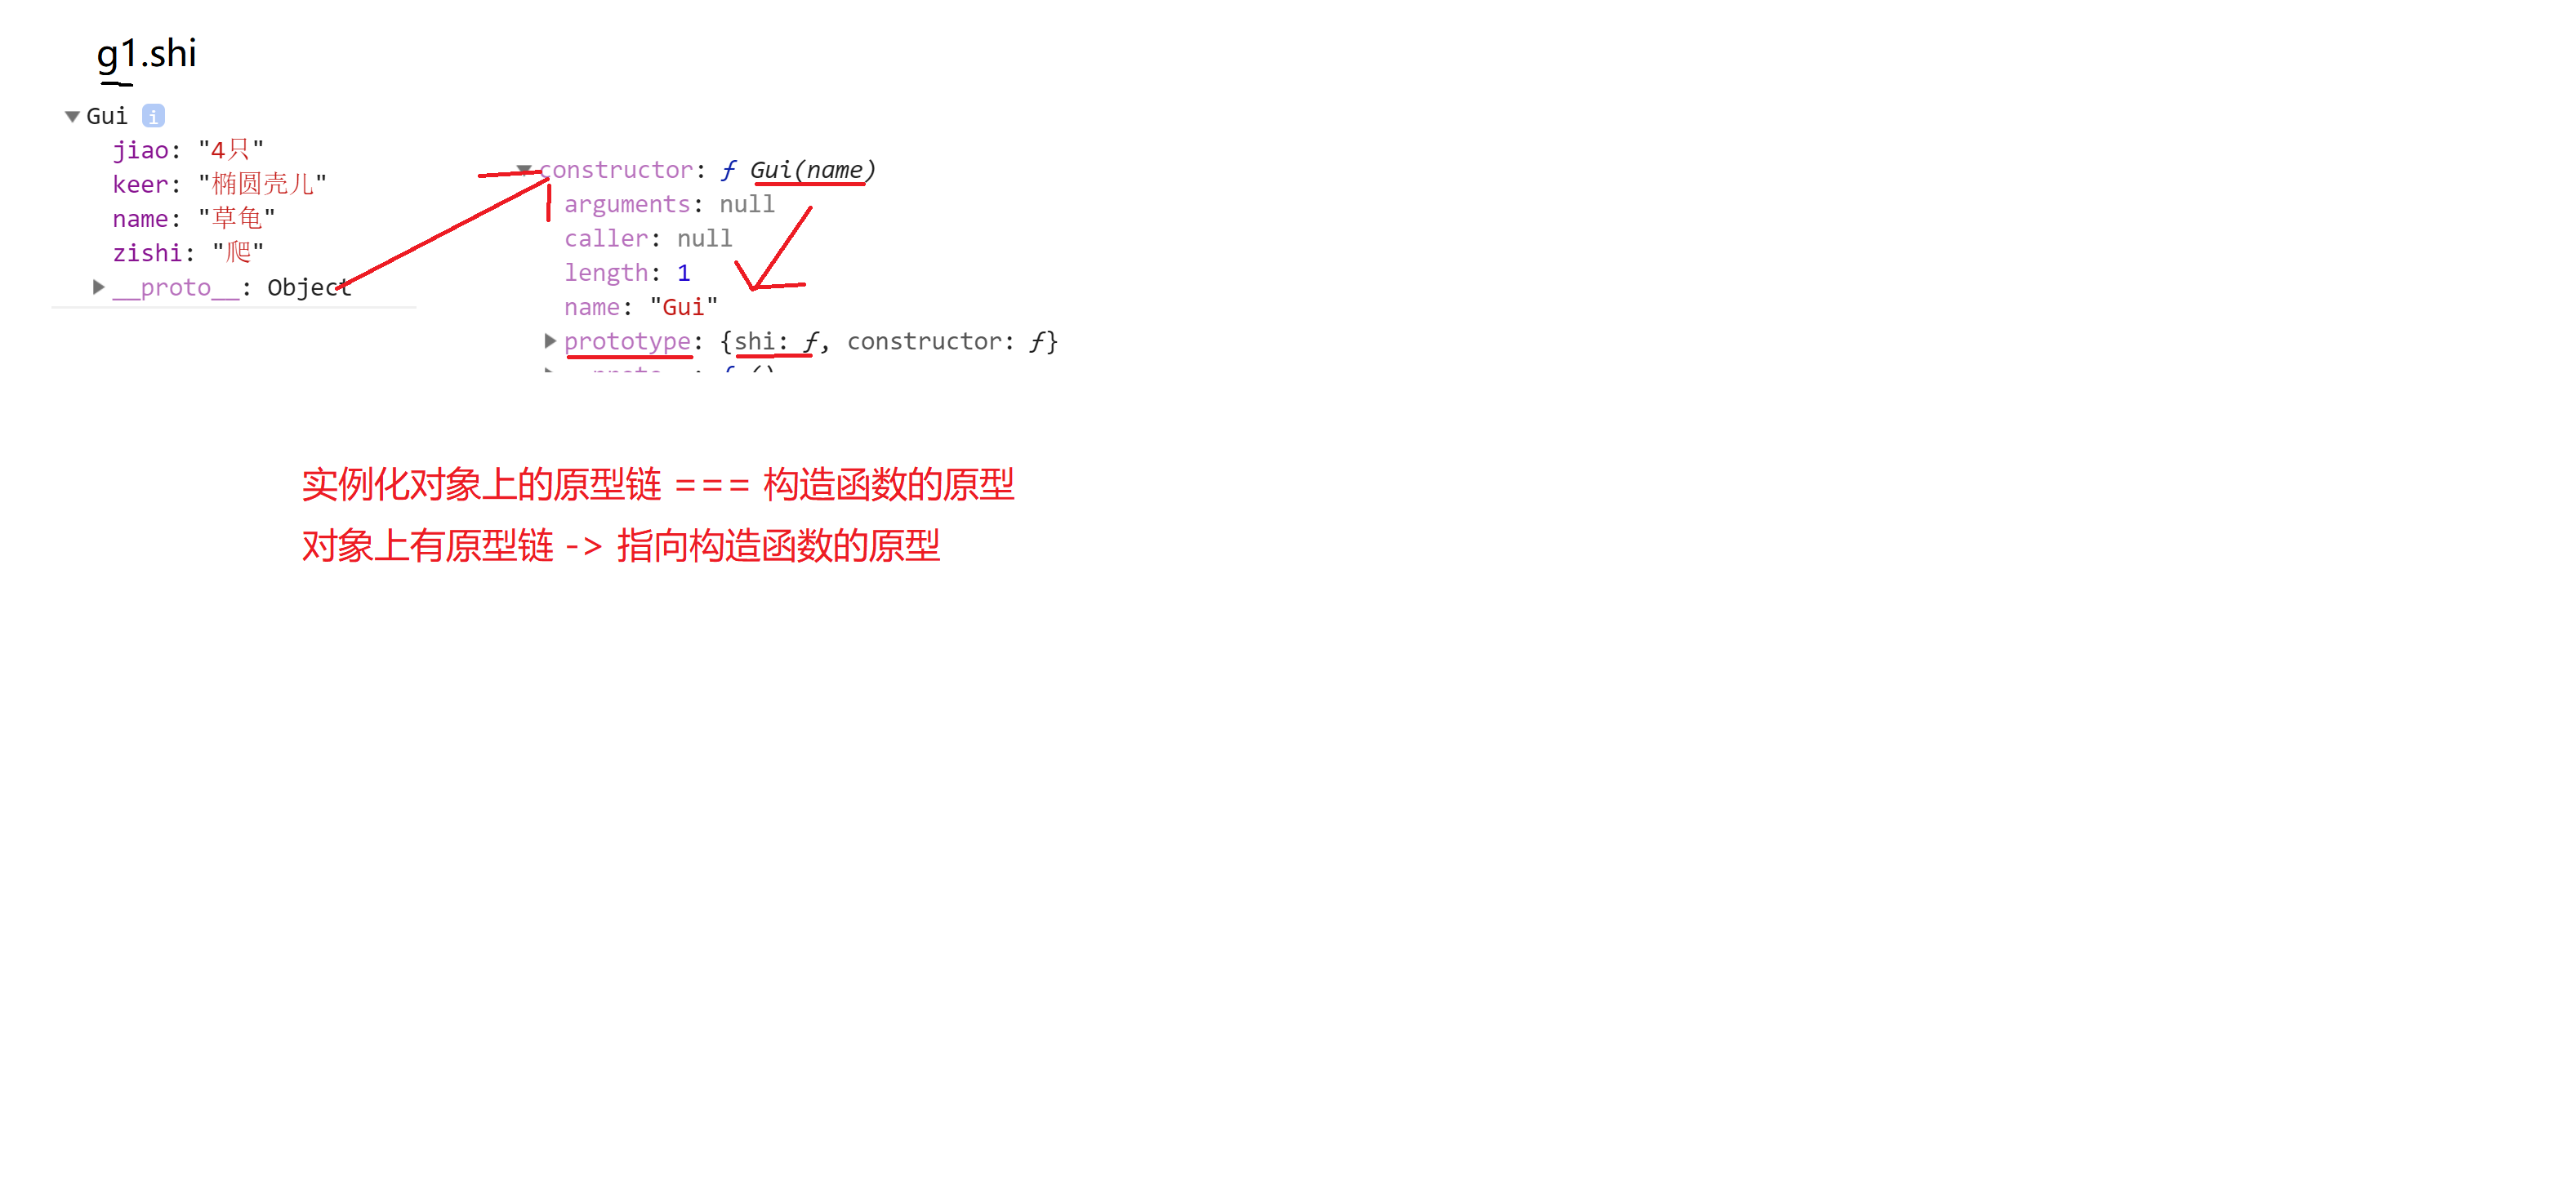 g1.shi
Gui i
jiao: "4只"
keer: "椭圆壳儿"
name: "草龟"
zishi: "爬"
__proto__: Object
constructor: ƒ Gui(name)
arguments: null
caller: null
length: 1
name: "Gui"
prototype: {shi: ƒ, constructor: ƒ}
实例化对象上的原型链 === 构造函数的原型
对象上有原型链 -> 指向构造函数的原型